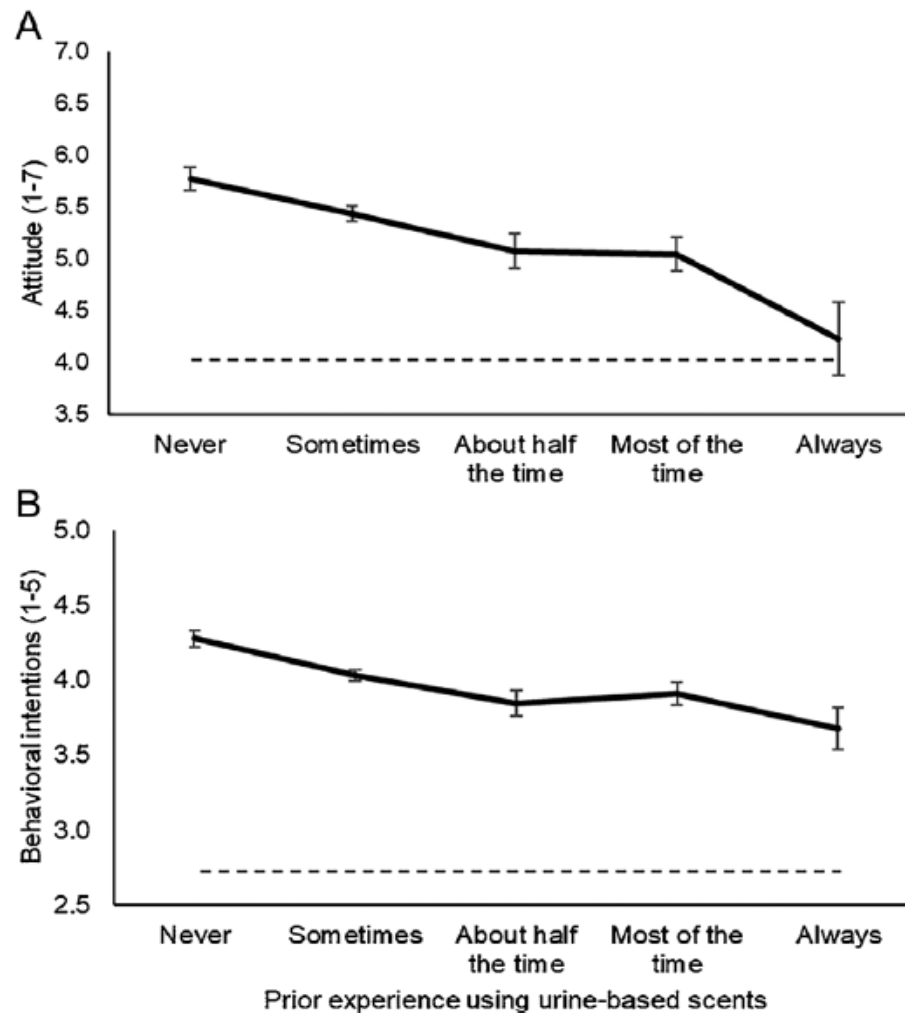 A
7.0
6.5
6.0
5.5
5.0
4.5
4.0
3.5
Attitude (1-7)
Never Sometimes About half the time Most of the time Always
B
5.0
4.5
4.0
3.5
3.0
2.5
Behavioral intentions (1-5)
Never Sometimes About half the time Most of the time Always
Prior experience using urine-based scents